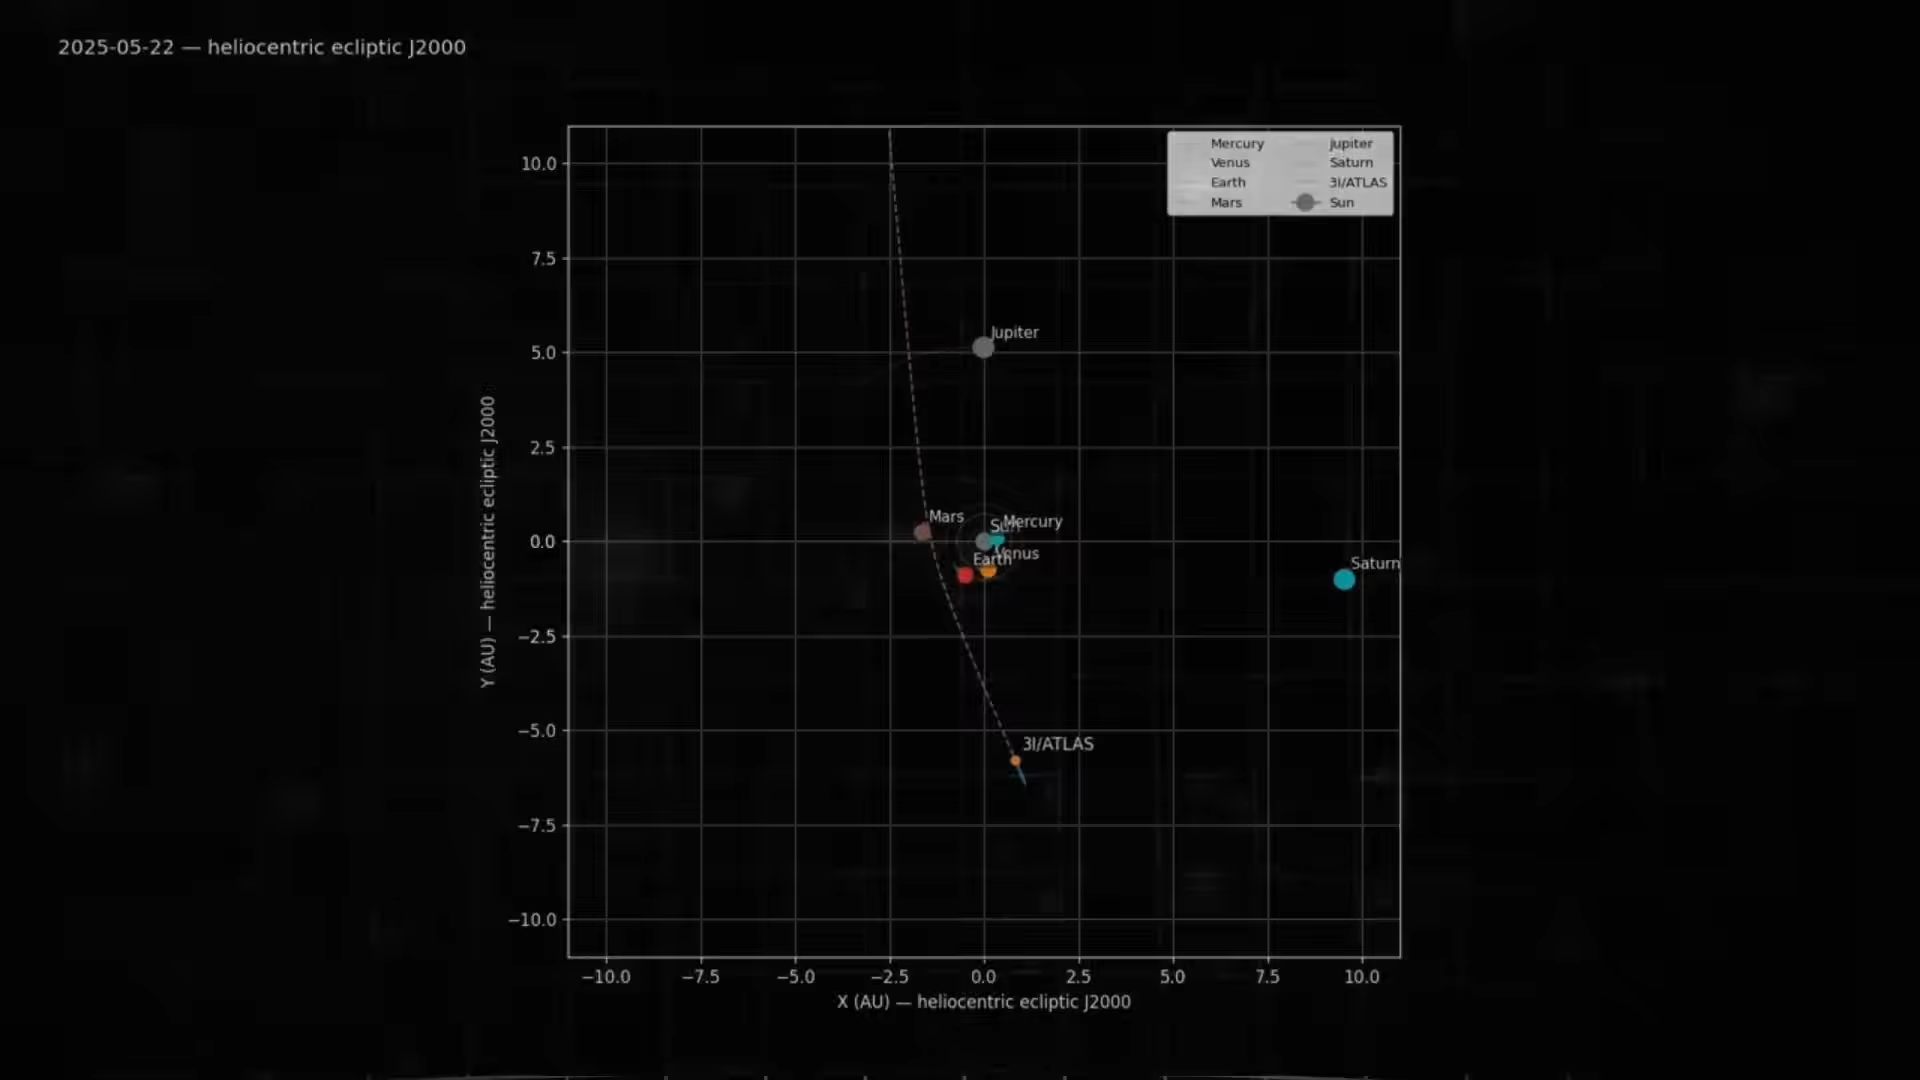 2025-05-22 — heliocentric ecliptic J2000
Mercury Jupiter
Venus Saturn
Earth 3I/ATLAS
Mars Sun
10.0
7.5
Jupiter
5.0
Y (AU) — heliocentric ecliptic J2000
2.5
Mars
Sun
Mercury
0.0
Venus
Earth
Saturn
−2.5
−5.0
3I/ATLAS
−7.5
−10.0
−10.0 −7.5 −5.0 −2.5 0.0 2.5 5.0 7.5 10.0
X (AU) — heliocentric ecliptic J2000